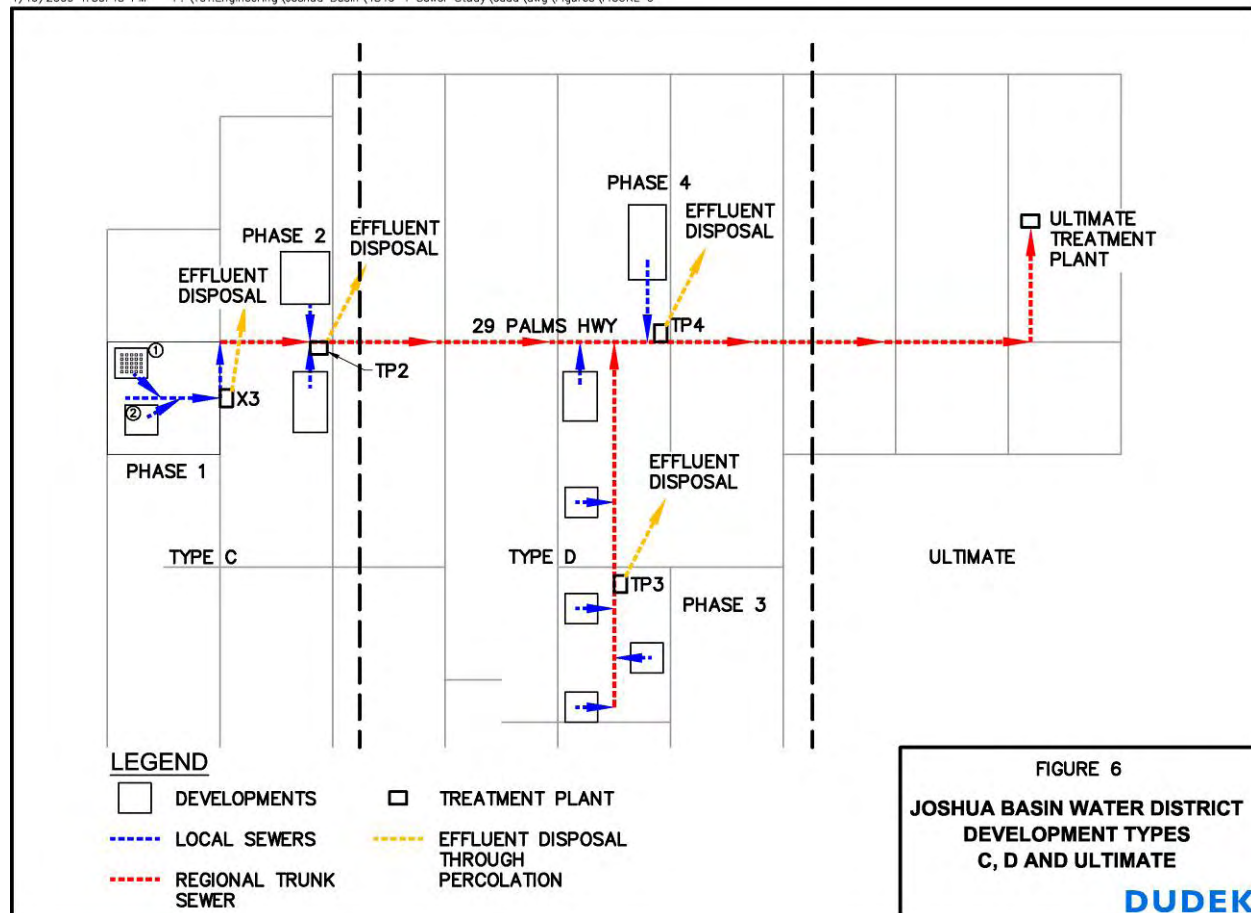 PHASE 4
EFFLUENT
DISPOSAL
EFFLUENT
DISPOSAL
PHASE 2
EFFLUENT
DISPOSAL
ULTIMATE
TREATMENT
PLANT
29 PALMS HWY
TP4
TP2
1
2
X3
PHASE 1
EFFLUENT
DISPOSAL
TYPE C
TYPE D
ULTIMATE
TP3
PHASE 3
LEGEND
DEVELOPMENTS
LOCAL SEWERS
REGIONAL TRUNK
SEWER
TREATMENT PLANT
EFFLUENT DISPOSAL
THROUGH
PERCOLATION
FIGURE 6
JOSHUA BASIN WATER DISTRICT
DEVELOPMENT TYPES
C, D AND ULTIMATE
DUDEK